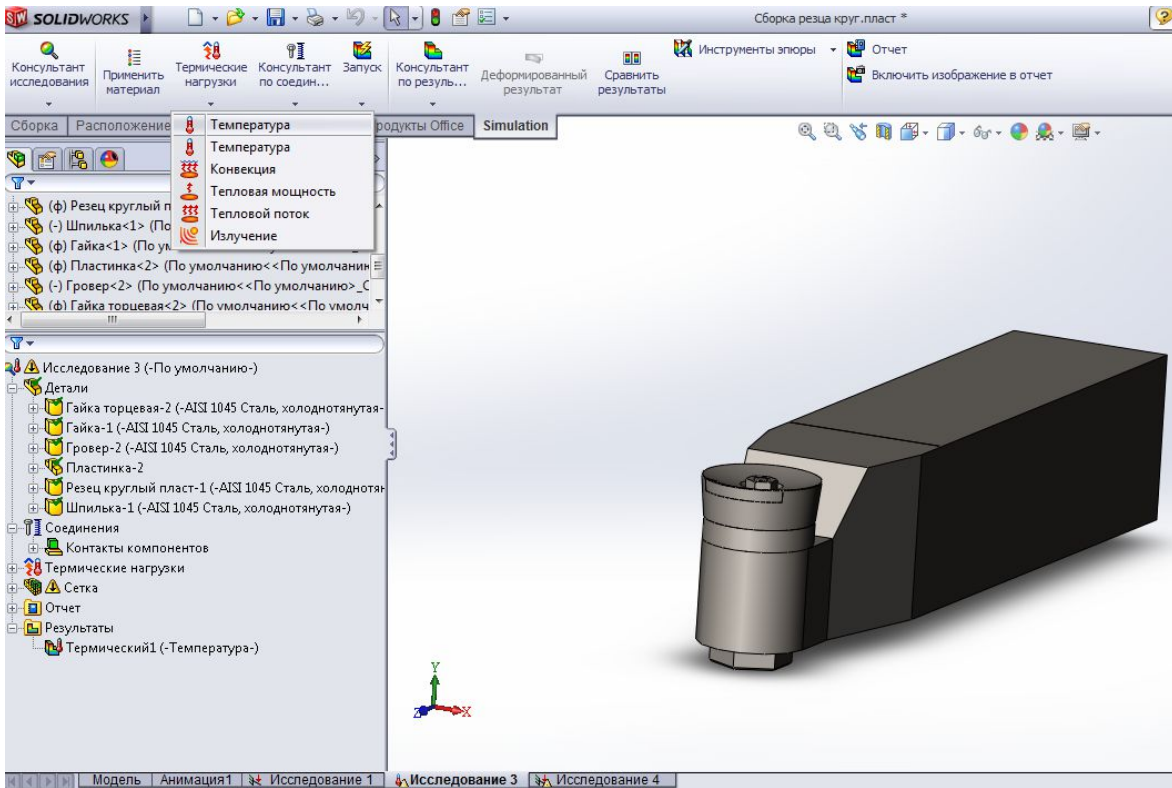 SOLIDWORKS
Сборка резца круг.пласт *
Консультант исследования
Применить материал
Термические нагрузки
Консультант по соедин...
Запуск
Консультант по резуль...
Деформированный результат
Сравнить результаты
Инструменты эпюры
Отчет
Включить изображение в отчет
Сборка
Расположение
Office
Simulation
Температура
Температура
Конвекция
Тепловая мощность
Тепловой поток
Излучение
(ф) Резец круглый
(-) Шпилька<1>
(ф) Гайка<1> (По
(ф) Пластинка<2> (По умолчанию<<По умолчани
(-) Гровер<2> (По умолчанию<<По умолчанию>_С
(ф) Гайка торцевая<2> (По умолчанию<<По умолч
Исследование 3 (-По умолчанию-)
Детали
Гайка торцевая-2 (-AISI 1045 Сталь, холоднотянутая-
Гайка-1 (-AISI 1045 Сталь, холоднотянутая-)
Гровер-2 (-AISI 1045 Сталь, холоднотянутая-)
Пластинка-2
Резец круглый пласт-1 (-AISI 1045 Сталь, холоднотя
Шпилька-1 (-AISI 1045 Сталь, холоднотянутая-)
Соединения
Контакты компонентов
Термические нагрузки
Сетка
Отчет
Результаты
Термический1 (-Температура-)
Y
Z X
Модель Анимация1 Исследование 1 Исследование 3 Исследование 4